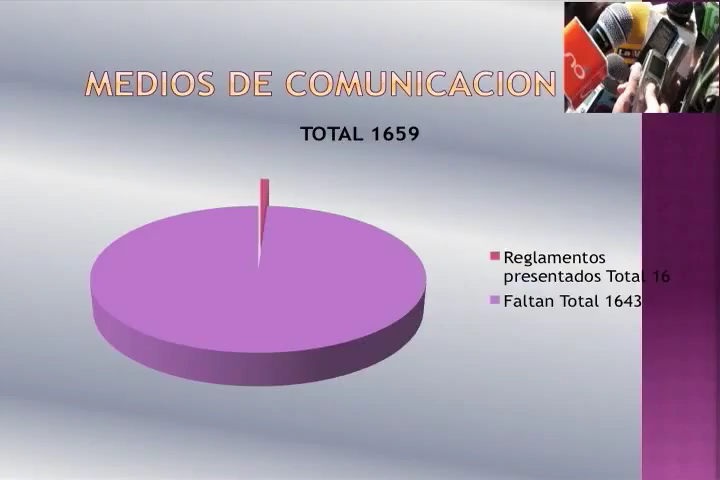 MEDIOS DE COMUNICACION
TOTAL 1659
Reglamentos
presentados Total 16
Faltan Total 1643